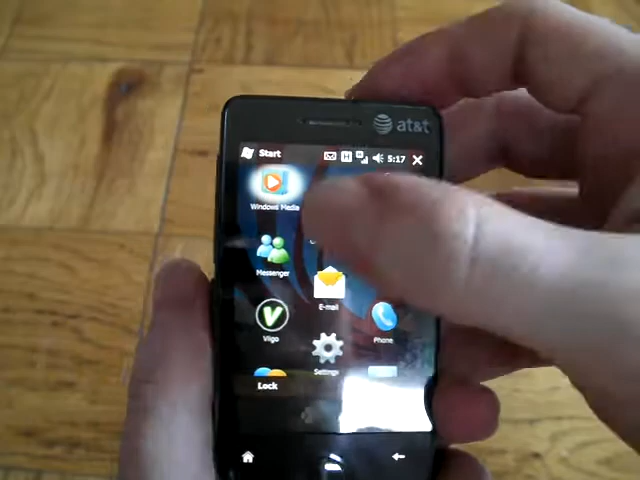 at&t
Start
H
5:17
Windows Media
Messenger
E-mail
Viigo
Phone
Settings
Lock